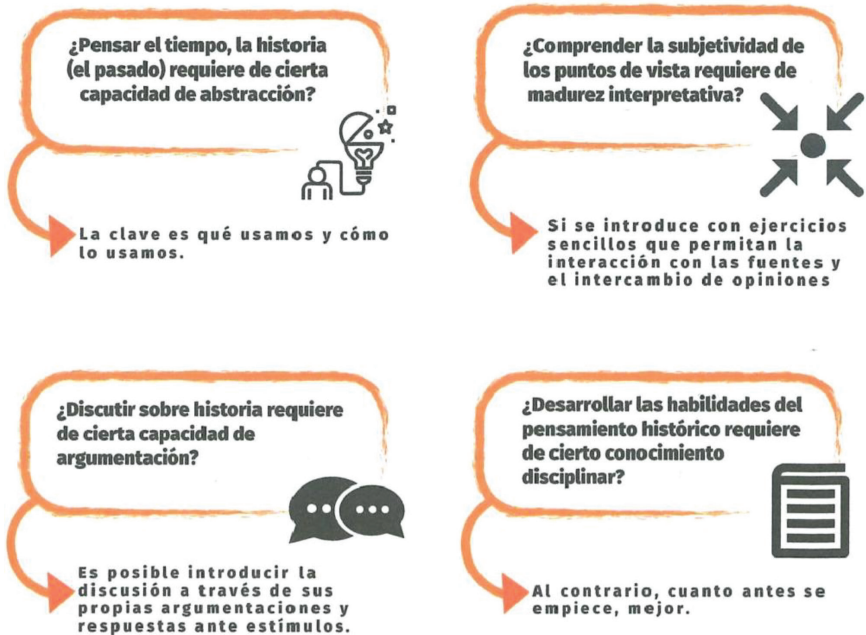 ¿Pensar el tiempo, la historia
(el pasado) requiere de cierta
capacidad de abstracción?
La clave es qué usamos y cómo
lo usamos.
¿Comprender la subjetividad de
los puntos de vista requiere de
madurez interpretativa?
Si se introduce con ejercicios
sencillos que permitan la
interacción con las fuentes y
el intercambio de opiniones
¿Discutir sobre historia requiere
de cierta capacidad de
argumentación?
Es posible introducir la
discusión a través de sus
propias argumentaciones y
respuestas ante estímulos.
¿Desarrollar las habilidades del
pensamiento histórico requiere
de cierto conocimiento
disciplinar?
Al contrario, cuanto antes se
empiece, mejor.